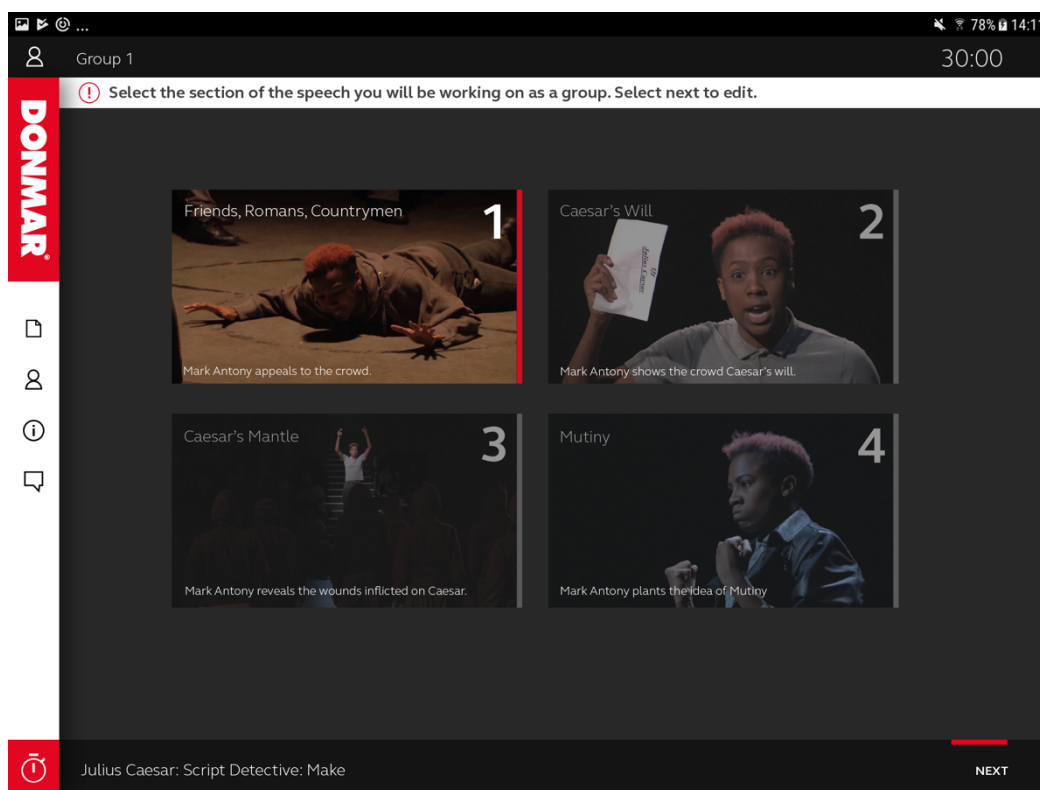 ... 78% 14:11
Group 1 30:00
Select the section of the speech you will be working on as a group. Select next to edit.
DONMAR®
Friends, Romans, Countrymen 1
Mark Antony appeals to the crowd.
Caesar's Will 2
Julius Caesar
Mark Antony shows the crowd Caesar's will.
Caesar's Mantle 3
Mark Antony reveals the wounds inflicted on Caesar.
Mutiny 4
Mark Antony plants the idea of Mutiny
Julius Caesar: Script Detective: Make
NEXT